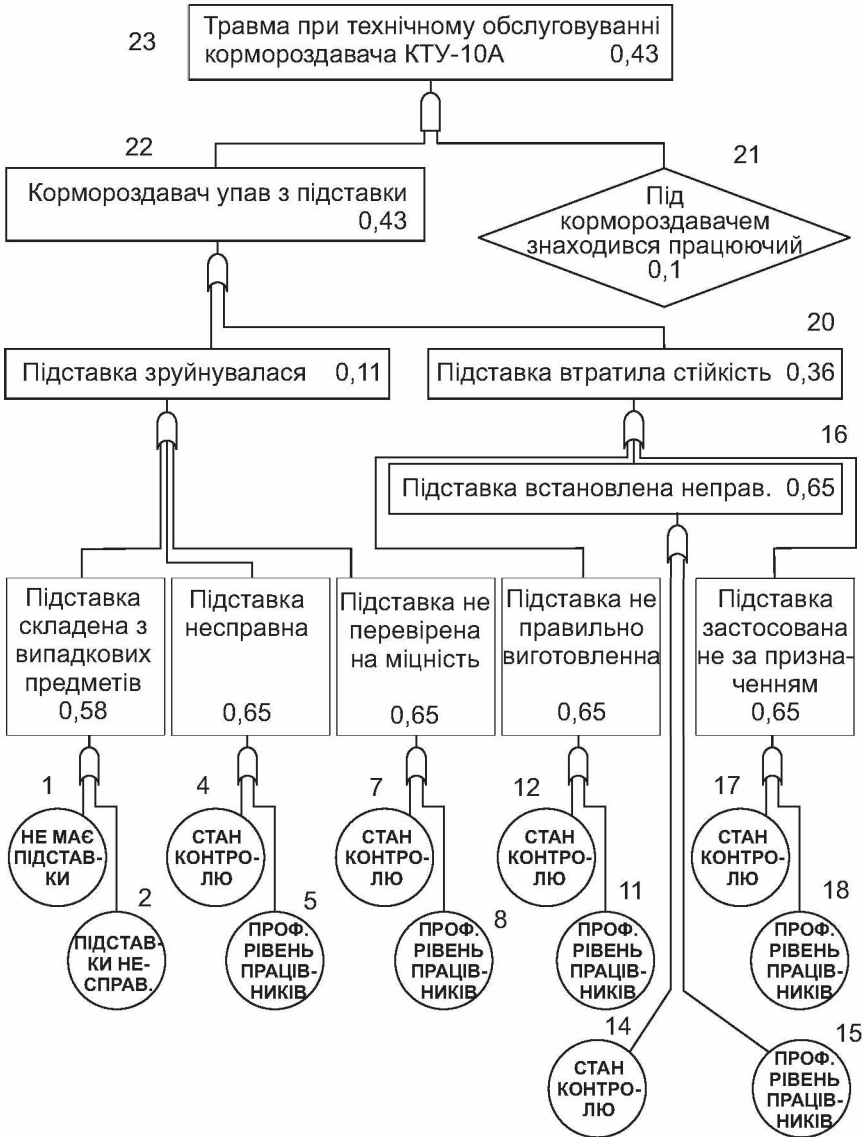 23
Травма при технічному обслуговуванні
кормороздавача КТУ-10А 0,43
22
Кормороздавач упав з підставки
0,43
21
Під
кормороздавачем
знаходився працюючий
0,1
Підставка зруйнувалася 0,11
20
Підставка втратила стійкість 0,36
16
Підставка встановлена неправ. 0,65
Підставка
складена з
випадкових
предметів
0,58
Підставка
несправна
0,65
Підставка не
перевірена
на міцність
0,65
Підставка не
правильно
виготовленна
0,65
Підставка
застосована
не за призна-
ченням
0,65
1
НЕ МАЄ
ПІДСТАВ-
КИ
2
ПІДСТАВ-
КИ НЕ-
СПРАВ.
4
СТАН
КОНТРО-
ЛЮ
5
ПРОФ.
РІВЕНЬ
ПРАЦІВ-
НИКІВ
7
СТАН
КОНТРО-
ЛЮ
8
ПРОФ.
РІВЕНЬ
ПРАЦІВ-
НИКІВ
12
СТАН
КОНТРО-
ЛЮ
11
ПРОФ.
РІВЕНЬ
ПРАЦІВ-
НИКІВ
17
СТАН
КОНТРО-
ЛЮ
18
ПРОФ.
РІВЕНЬ
ПРАЦІВ-
НИКІВ
14
СТАН
КОНТРО-
ЛЮ
15
ПРОФ.
РІВЕНЬ
ПРАЦІВ-
НИКІВ